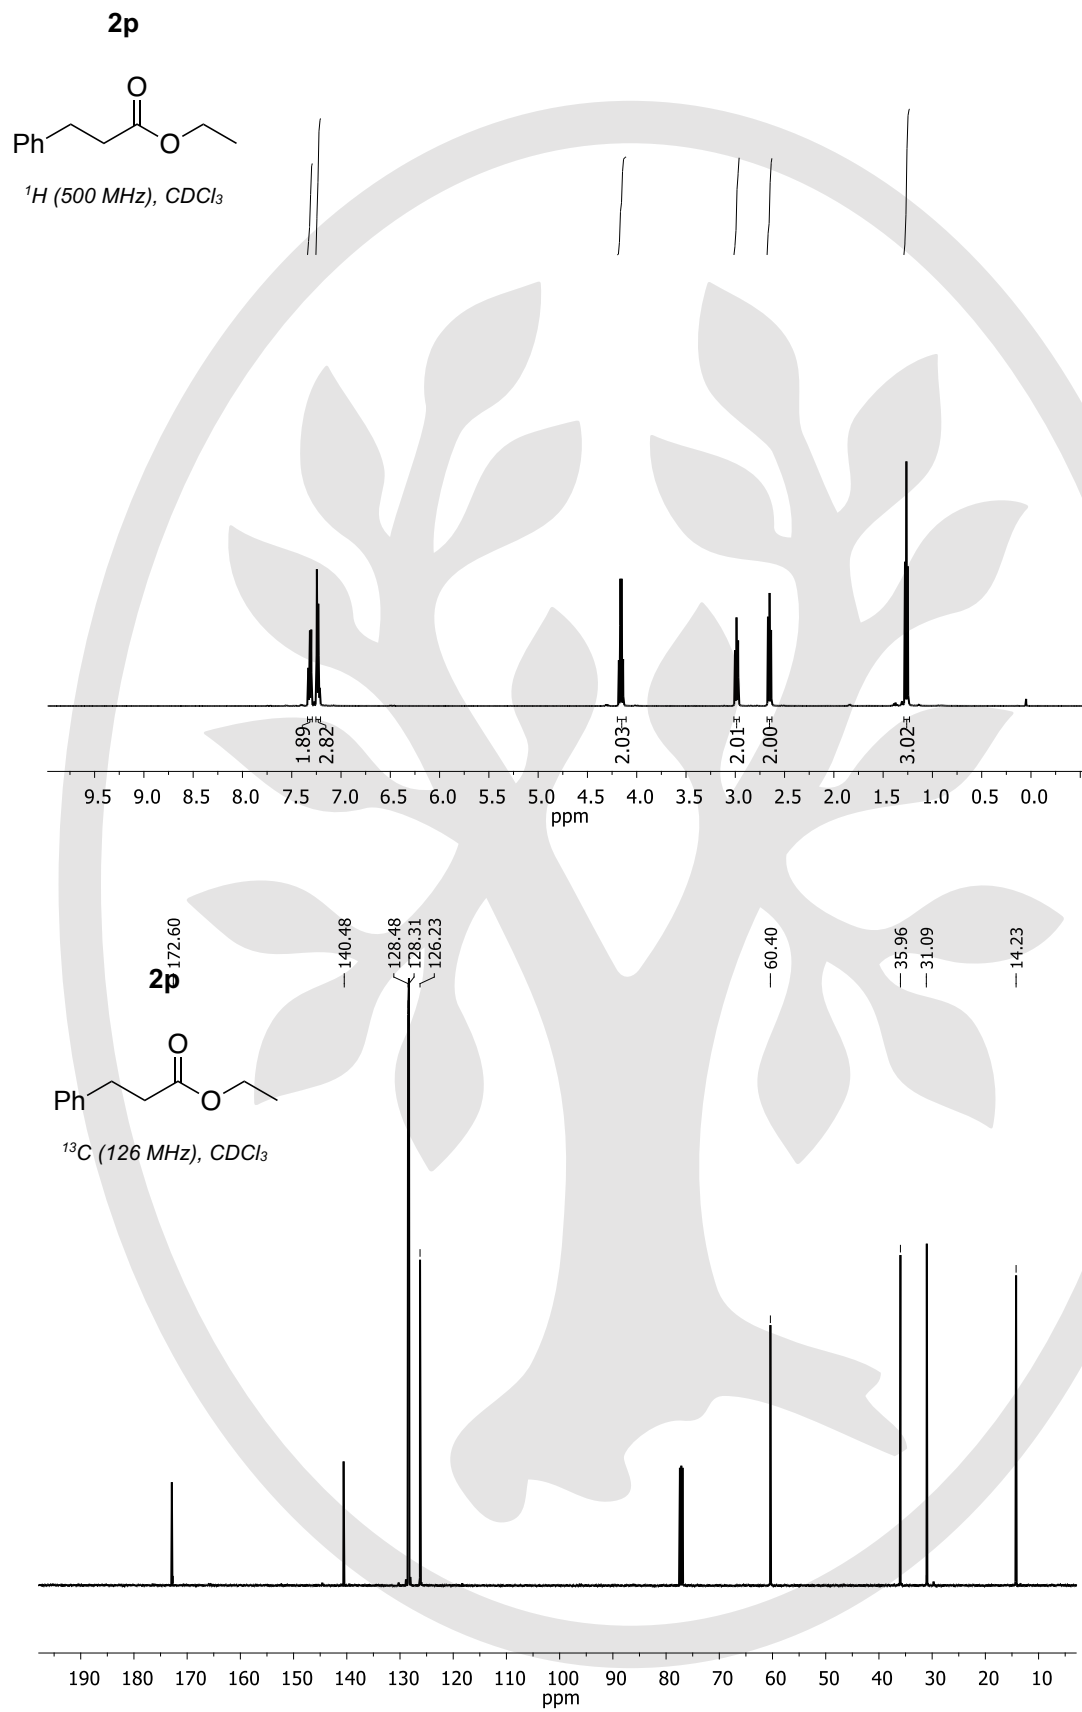 2p
O
Ph
O
¹H (500 MHz), CDCl₃
1.89
2.82
2.03
2.01
2.00
3.02
9.5 9.0 8.5 8.0 7.5 7.0 6.5 6.0 5.5 5.0 4.5 4.0 3.5 3.0 2.5 2.0 1.5 1.0 0.5 0.0
ppm
172.60
140.48
128.48
128.31
126.23
60.40
35.96
31.09
14.23
2p
O
Ph
O
¹³C (126 MHz), CDCl₃
190 180 170 160 150 140 130 120 110 100 90 80 70 60 50 40 30 20 10
ppm